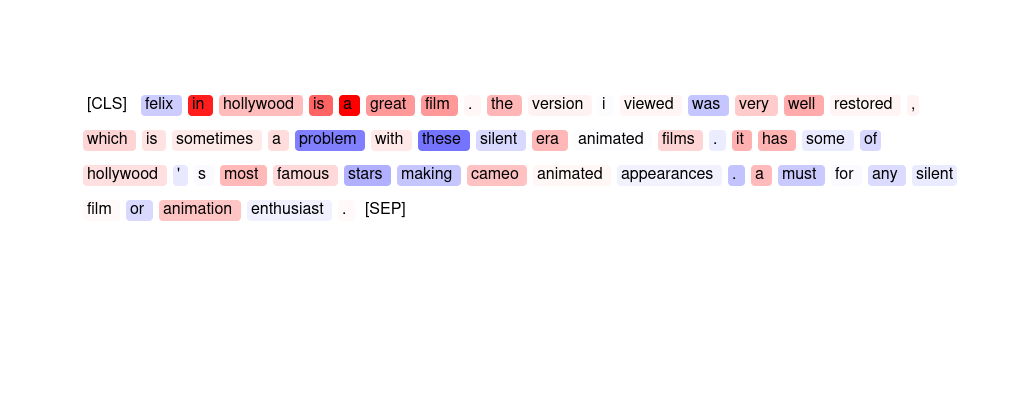 [CLS] felix in hollywood is a great film . the version i viewed was very well restored ,
which is sometimes a problem with these silent era animated films . it has some of
hollywood ' s most famous stars making cameo animated appearances . a must for any silent
film or animation enthusiast . [SEP]